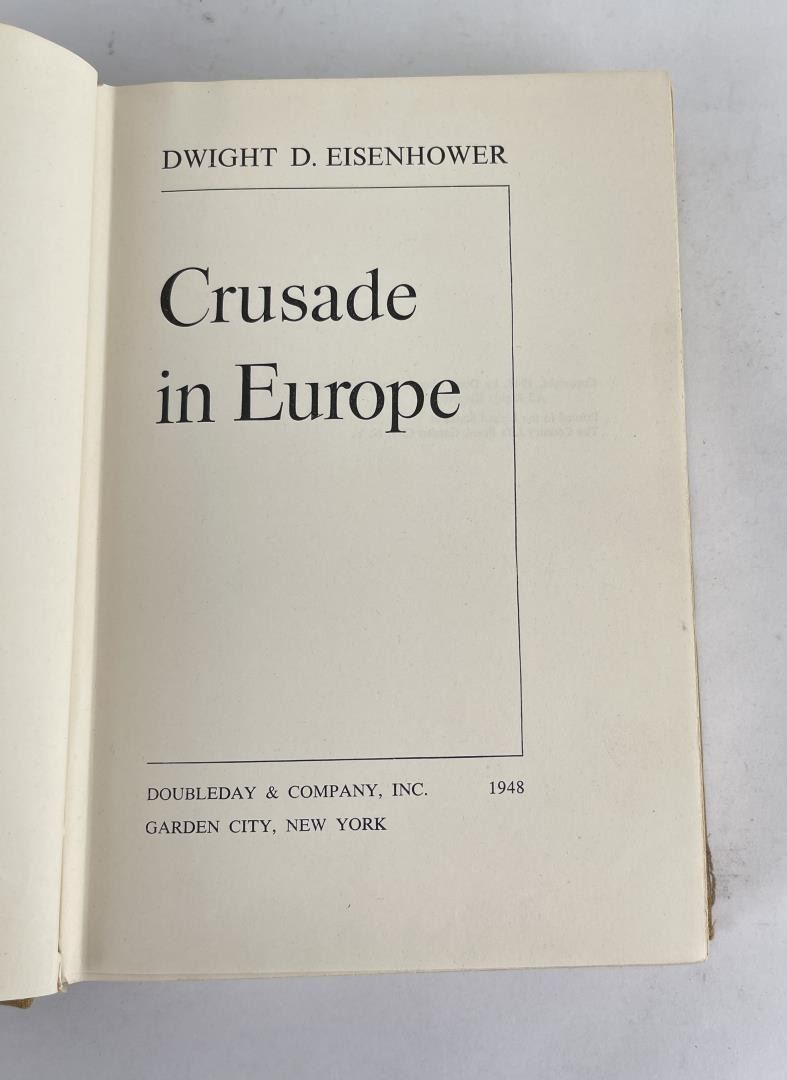 DWIGHT D. EISENHOWER
Crusade
in Europe
DOUBLEDAY & COMPANY, INC. 1948
GARDEN CITY, NEW YORK